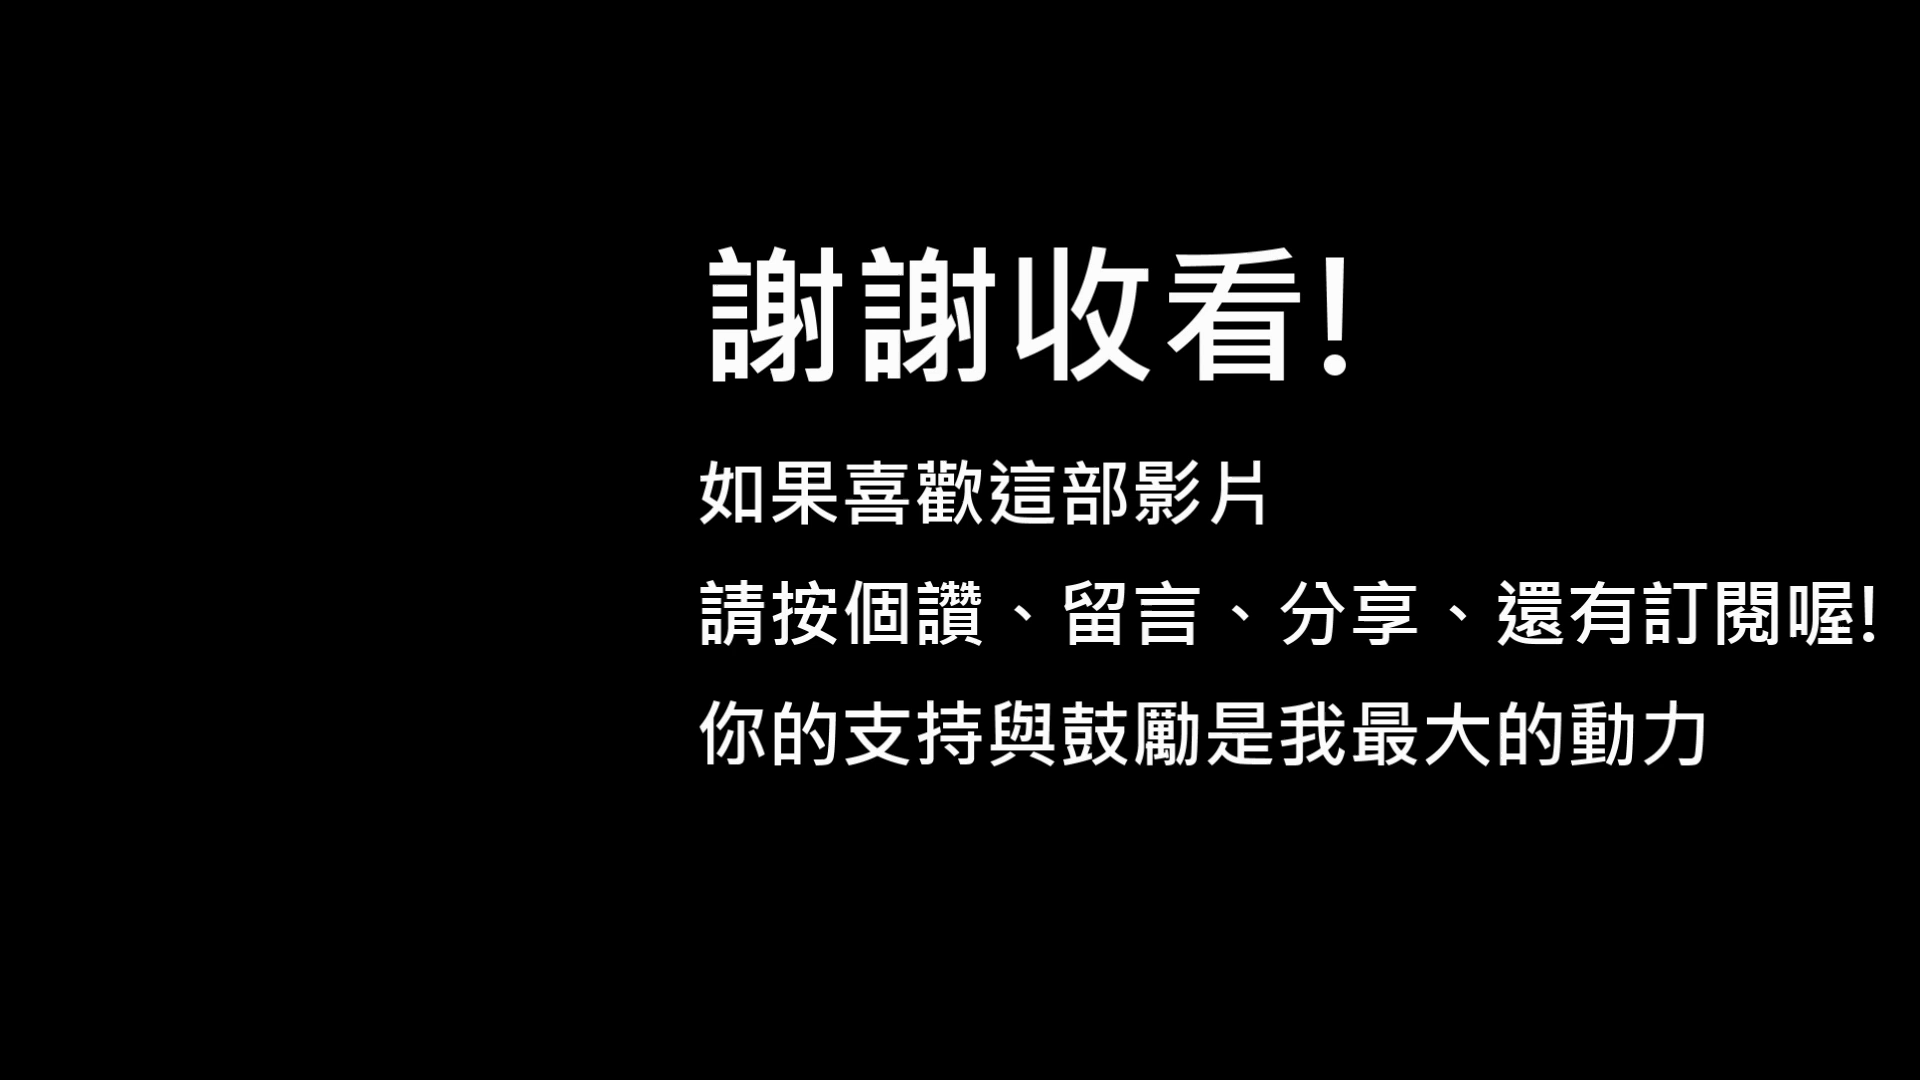 謝謝收看!
如果喜歡這部影片
請按個讚、留言、分享、還有訂閱喔!
你的支持與鼓勵是我最大的動力